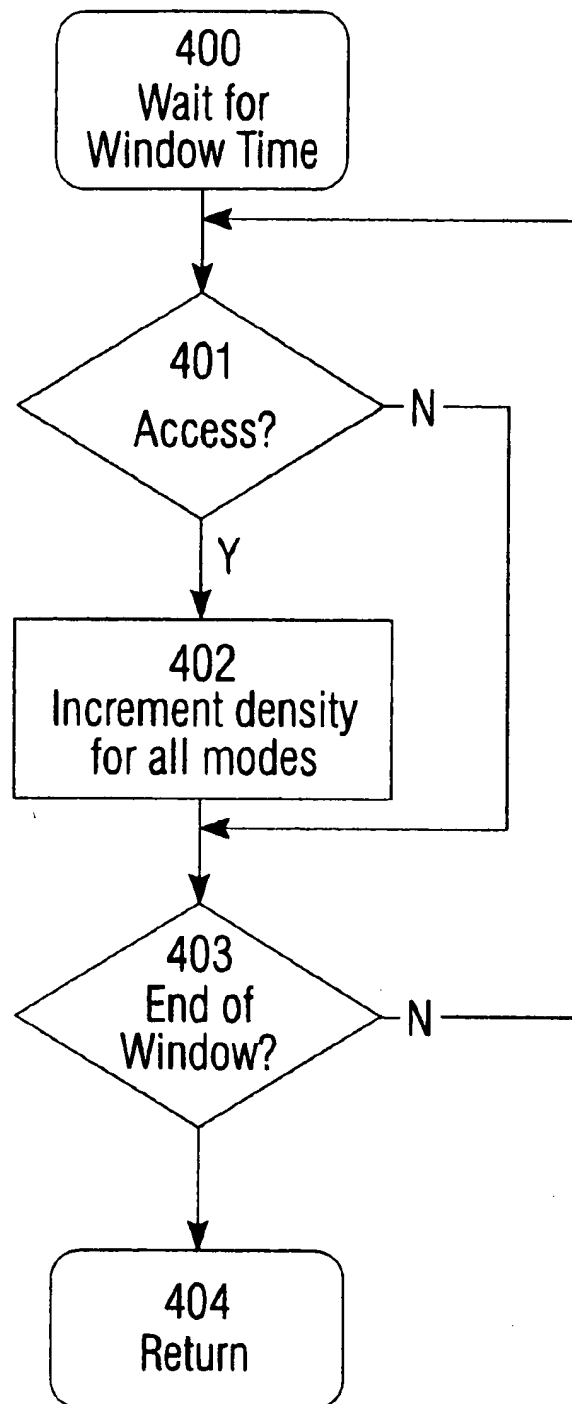 400
Wait for
Window Time
401
Access?
N
Y
402
Increment density
for all modes
403
End of
Window?
N
404
Return